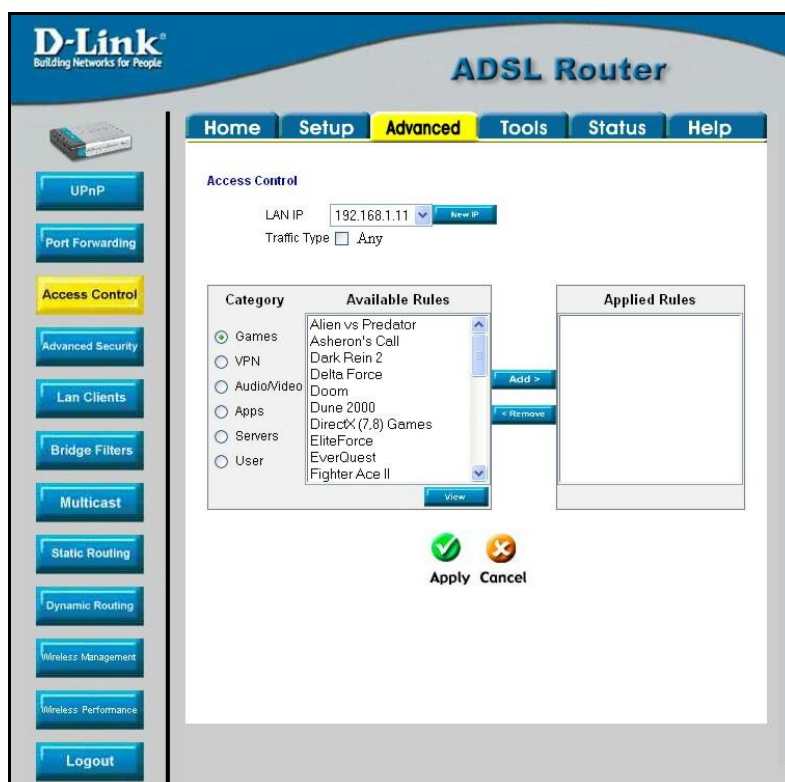 D-Link
Building Networks for People
ADSL Router
Home Setup Advanced Tools Status Help
UPnP
Port Forwarding
Access Control
Advanced Security
Lan Clients
Bridge Filters
Multicast
Static Routing
Dynamic Routing
Wireless Management
Wireless Performance
Logout
Access Control
LAN IP 192.168.1.11 New IP
Traffic Type Any
Category
Games
VPN
Audio/Video
Apps
Servers
User
Available Rules
Alien vs Predator
Asheron's Call
Dark Rein 2
Delta Force
Doom
Dune 2000
DirectX (7,8) Games
EliteForce
EverQuest
Fighter Ace II
View
Add >
< Remove
Applied Rules
Apply Cancel